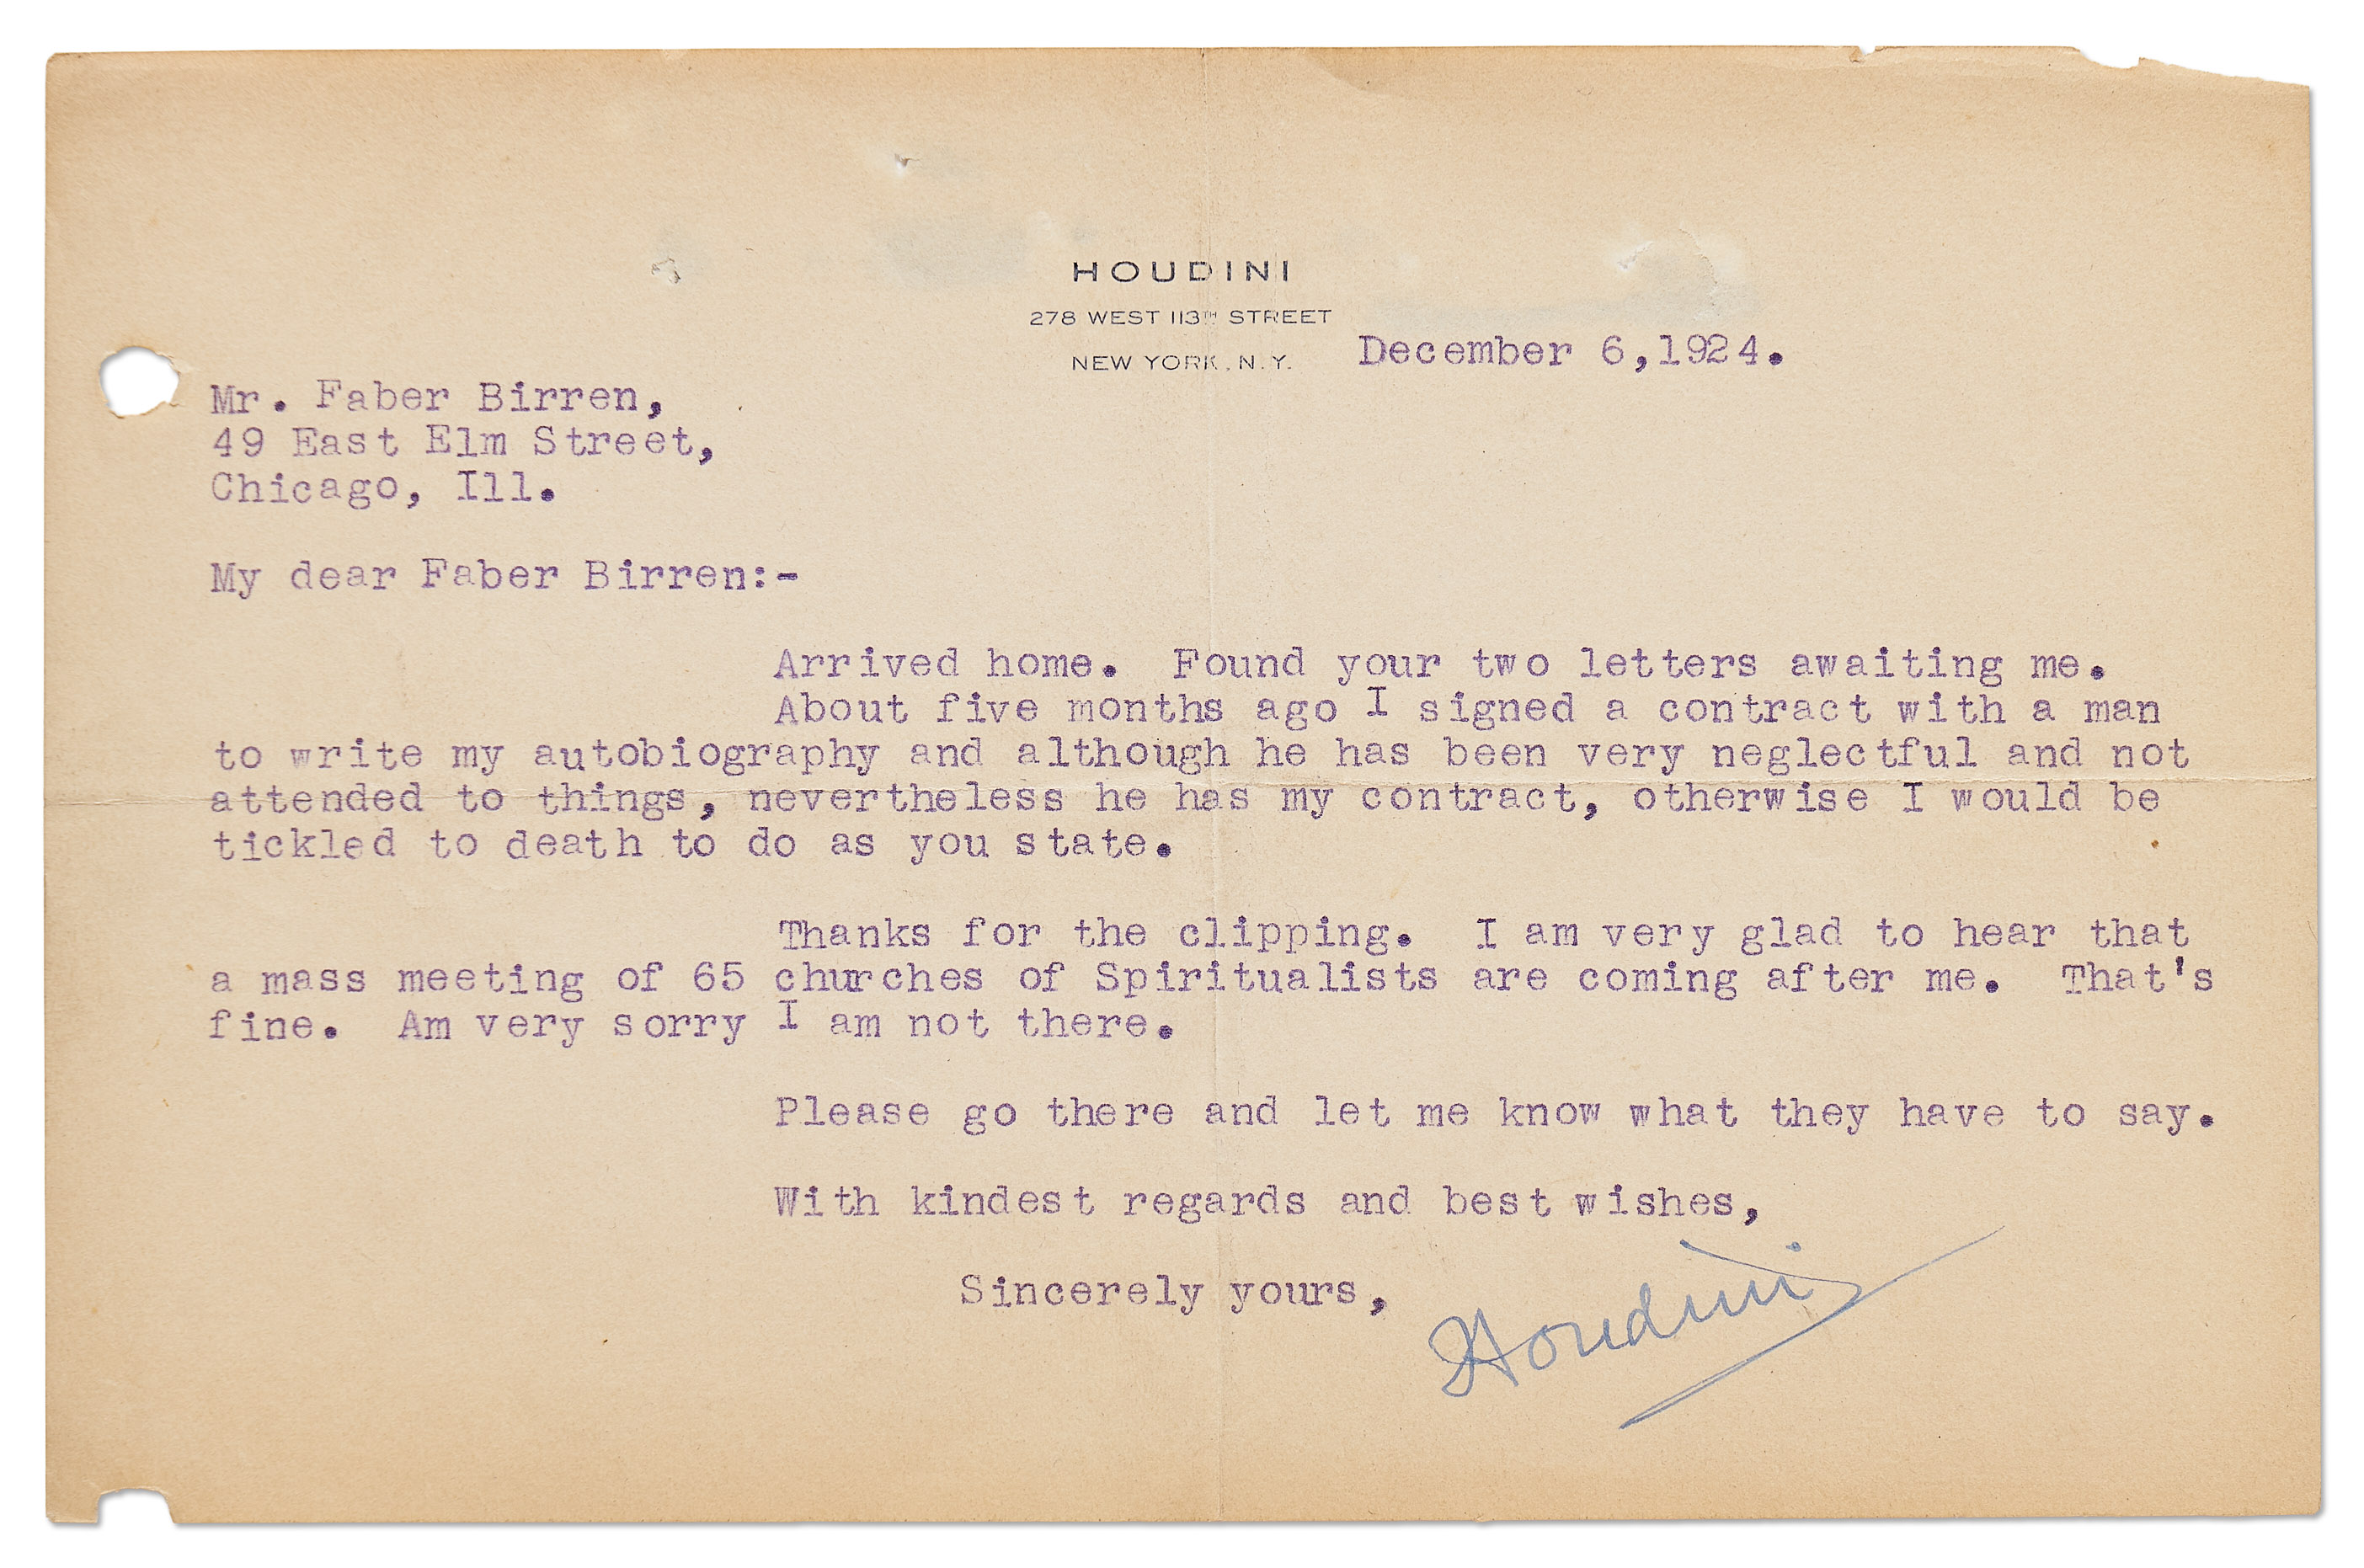 HOUDINI
278 WEST 113TH STREET
NEW YORK, N.Y.
December 6,1924.
Mr. Faber Birren,
49 East Elm Street,
Chicago, Ill.
My dear Faber Birren:-
Arrived home.  Found your two letters awaiting me.
About five months ago I signed a contract with a man
to write my autobiography and although he has been very neglectful and not
attended to things, nevertheless he has my contract, otherwise I would be
tickled to death to do as you state.
Thanks for the clipping.  I am very glad to hear that
a mass meeting of 65 churches of Spiritualists are coming after me.  That's
fine.  Am very sorry I am not there.
Please go there and let me know what they have to say.
With kindest regards and best wishes,
Sincerely yours,
Houdini